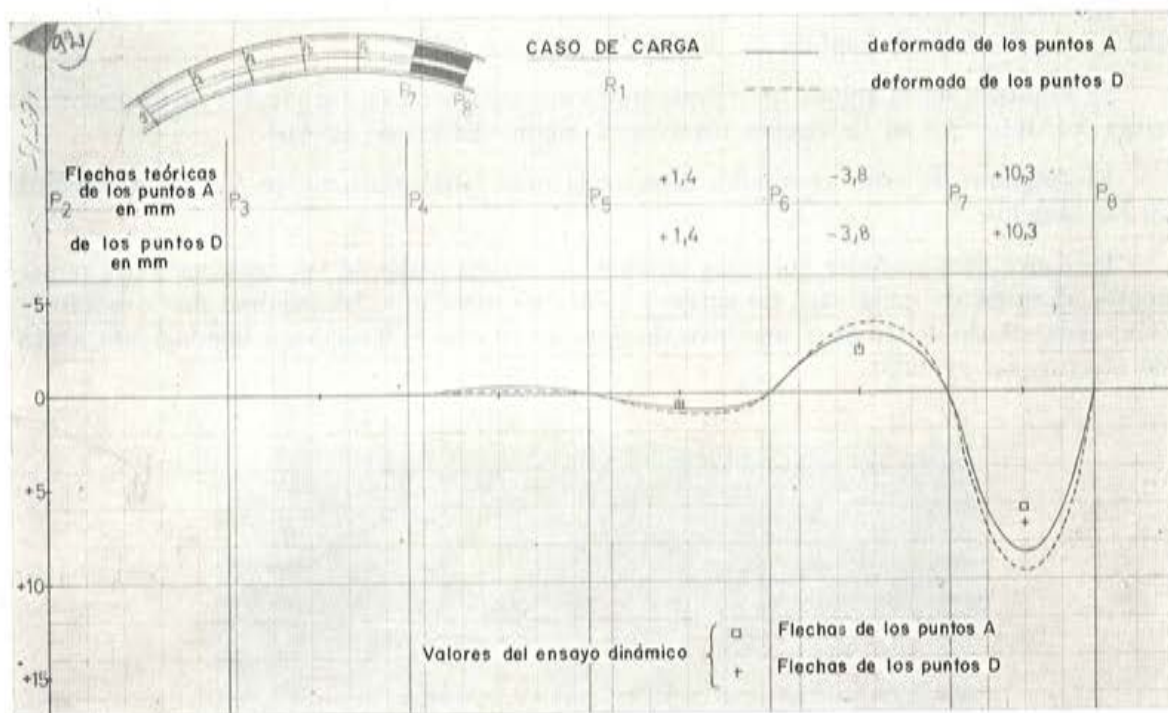 CASO DE CARGA
R1
deformada de los puntos A
deformada de los puntos D
P7
P8
Flechas teóricas
de los puntos A
en mm
+1,4 -3,8 +10,3
P2 P3 P4 P5 P6 P7 P8
de los puntos D
en mm
+1,4 -3,8 +10,3
-5
0
+5
+10
+15
Valores del ensayo dinámico
Flechas de los puntos A
+ Flechas de los puntos D